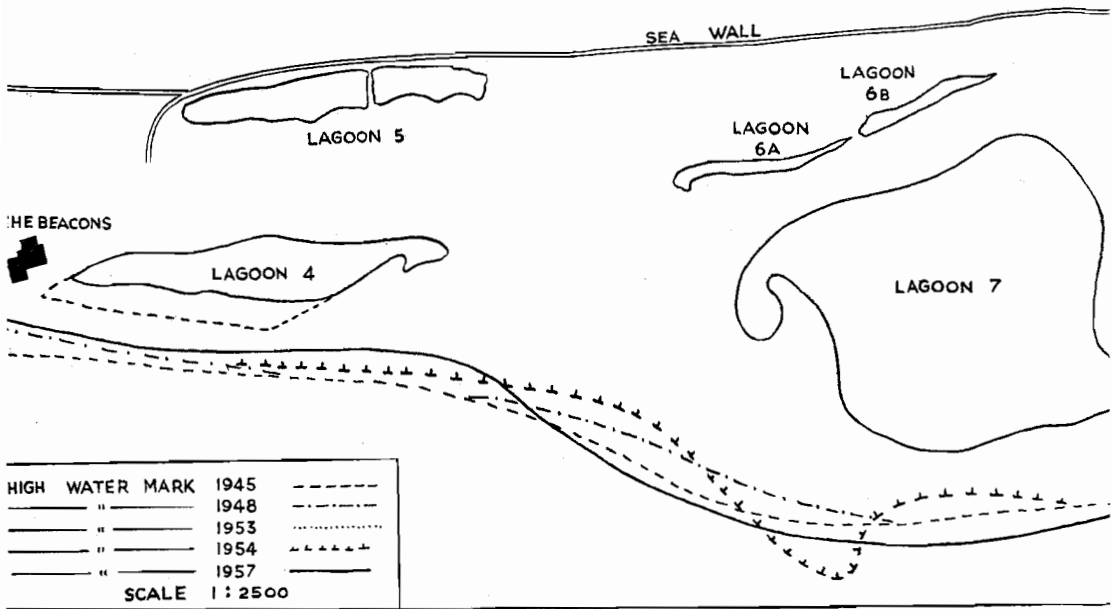 SEA WALL
LAGOON
6B
LAGOON
6A
LAGOON 5
HE BEACONS
LAGOON 4
LAGOON 7
HIGH WATER MARK 1945
" 1948
" 1953
" 1954
" 1957
SCALE 1:2500